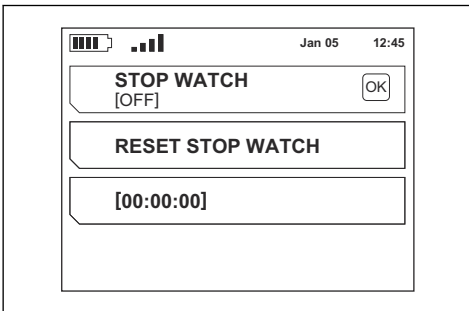 Jan 05 12:45
STOP WATCH
[OFF]
OK
RESET STOP WATCH
[00:00:00]